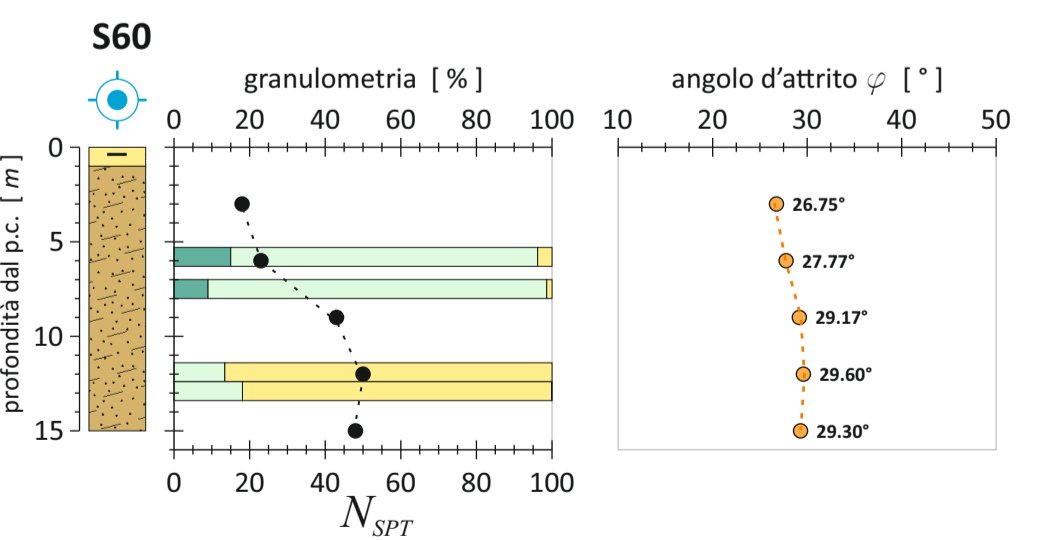 S60
granulometria [ % ]
angolo d'attrito φ [ ° ]
0 20 40 60 80 100
10 20 30 40 50
profondità dal p.c. [ m ]
0
5
10
15
26.75°
27.77°
29.17°
29.60°
29.30°
0 20 40 60 80 100
N_SPT